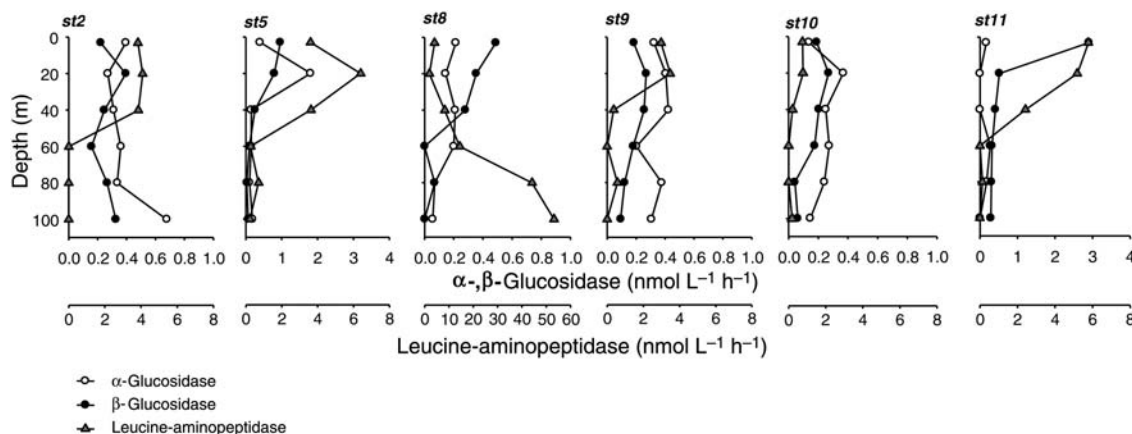 st2 st5 st8 st9 st10 st11
0
20
40
60
80
100
Depth (m)
0.0 0.2 0.4 0.6 0.8 1.0 0 1 2 3 4 0.0 0.2 0.4 0.6 0.8 1.0 0.0 0.2 0.4 0.6 0.8 1.0 0.0 0.2 0.4 0.6 0.8 1.0 0 1 2 3 4
α-,β-Glucosidase (nmol L⁻¹ h⁻¹)
0 2 4 6 8 0 2 4 6 8 0 10 20 30 40 50 60 0 2 4 6 8 0 2 4 6 8 0 2 4 6 8
Leucine-aminopeptidase (nmol L⁻¹ h⁻¹)
α-Glucosidase
β-Glucosidase
Leucine-aminopeptidase